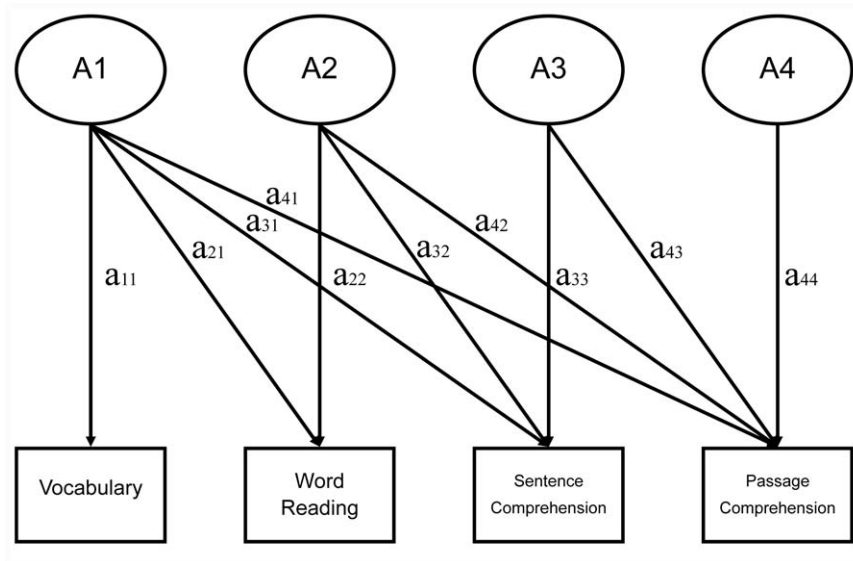 A1
A2
A3
A4
a41
a31
a42
a21
a32
a43
a11
a22
a33
a44
Vocabulary
Word
Reading
Sentence
Comprehension
Passage
Comprehension